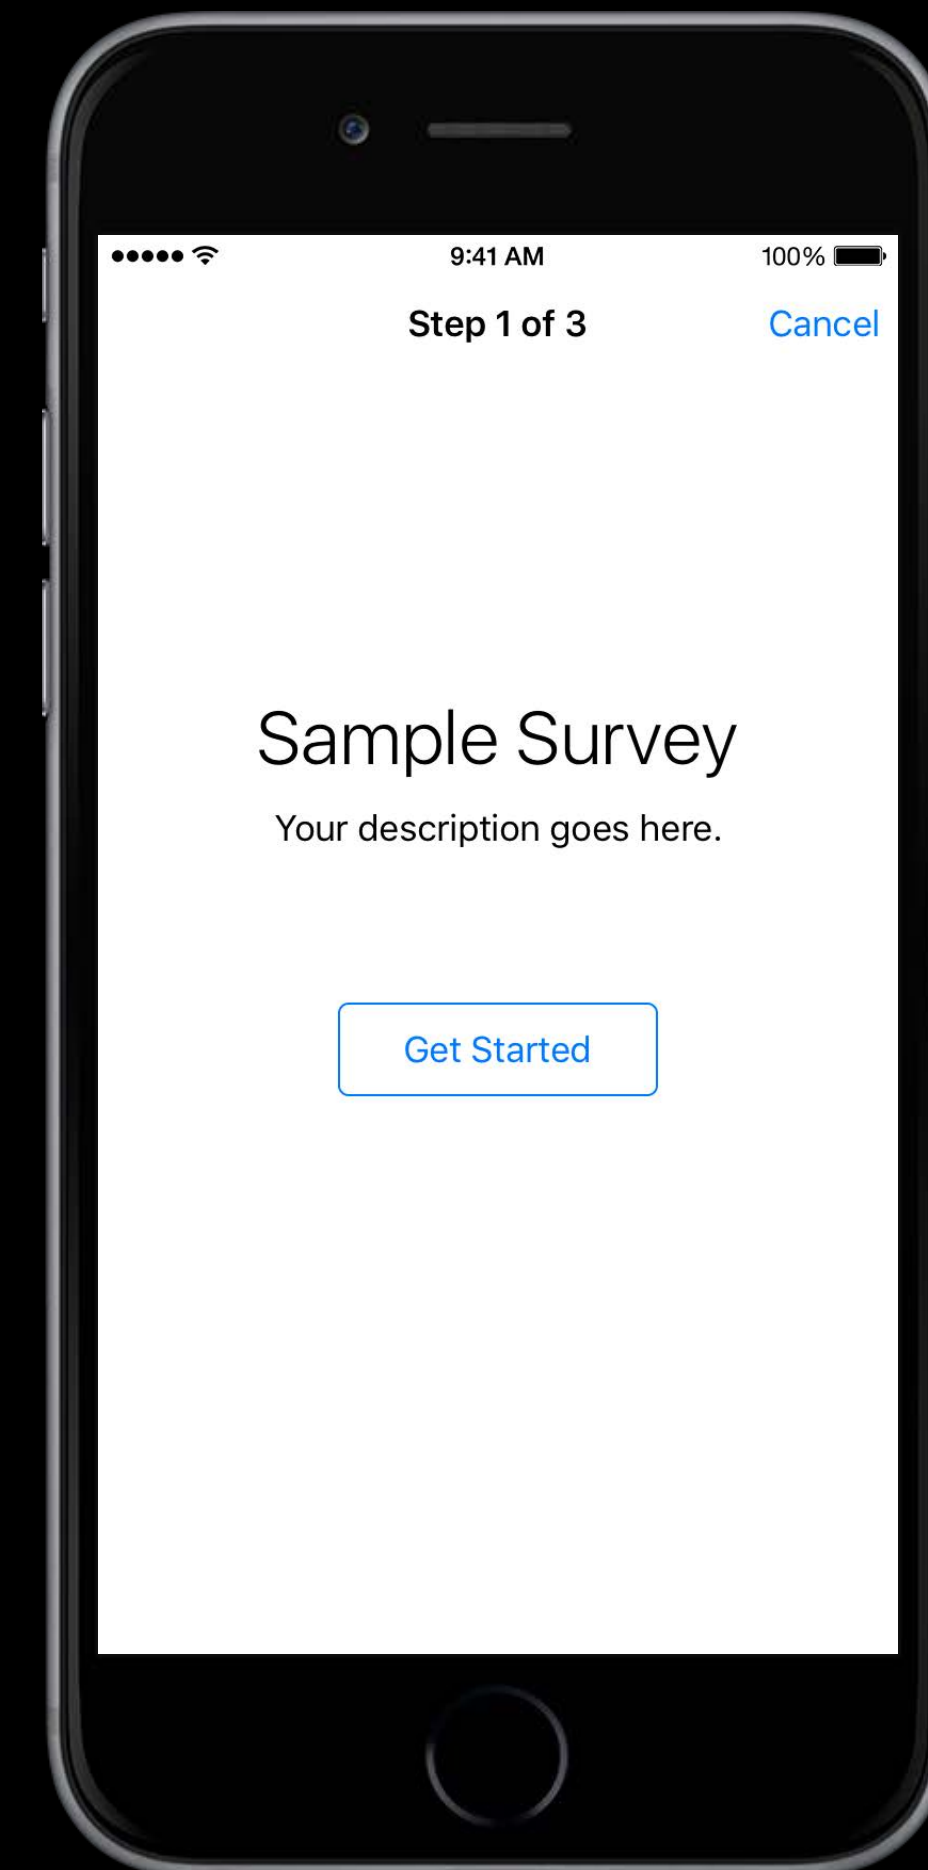 9:41 AM 100%
Step 1 of 3 Cancel
Sample Survey
Your description goes here.
Get Started